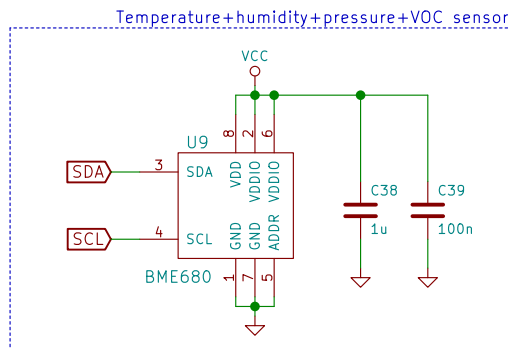 Temperature+humidity+pressure+VOC sensor
VCC
U9
8 2 6
VDD VDDIO VDDIO
SDA 3 SDA
SCL 4 SCL
GND GND ADDR
BME680
1 7 5
C38
1u
C39
100n